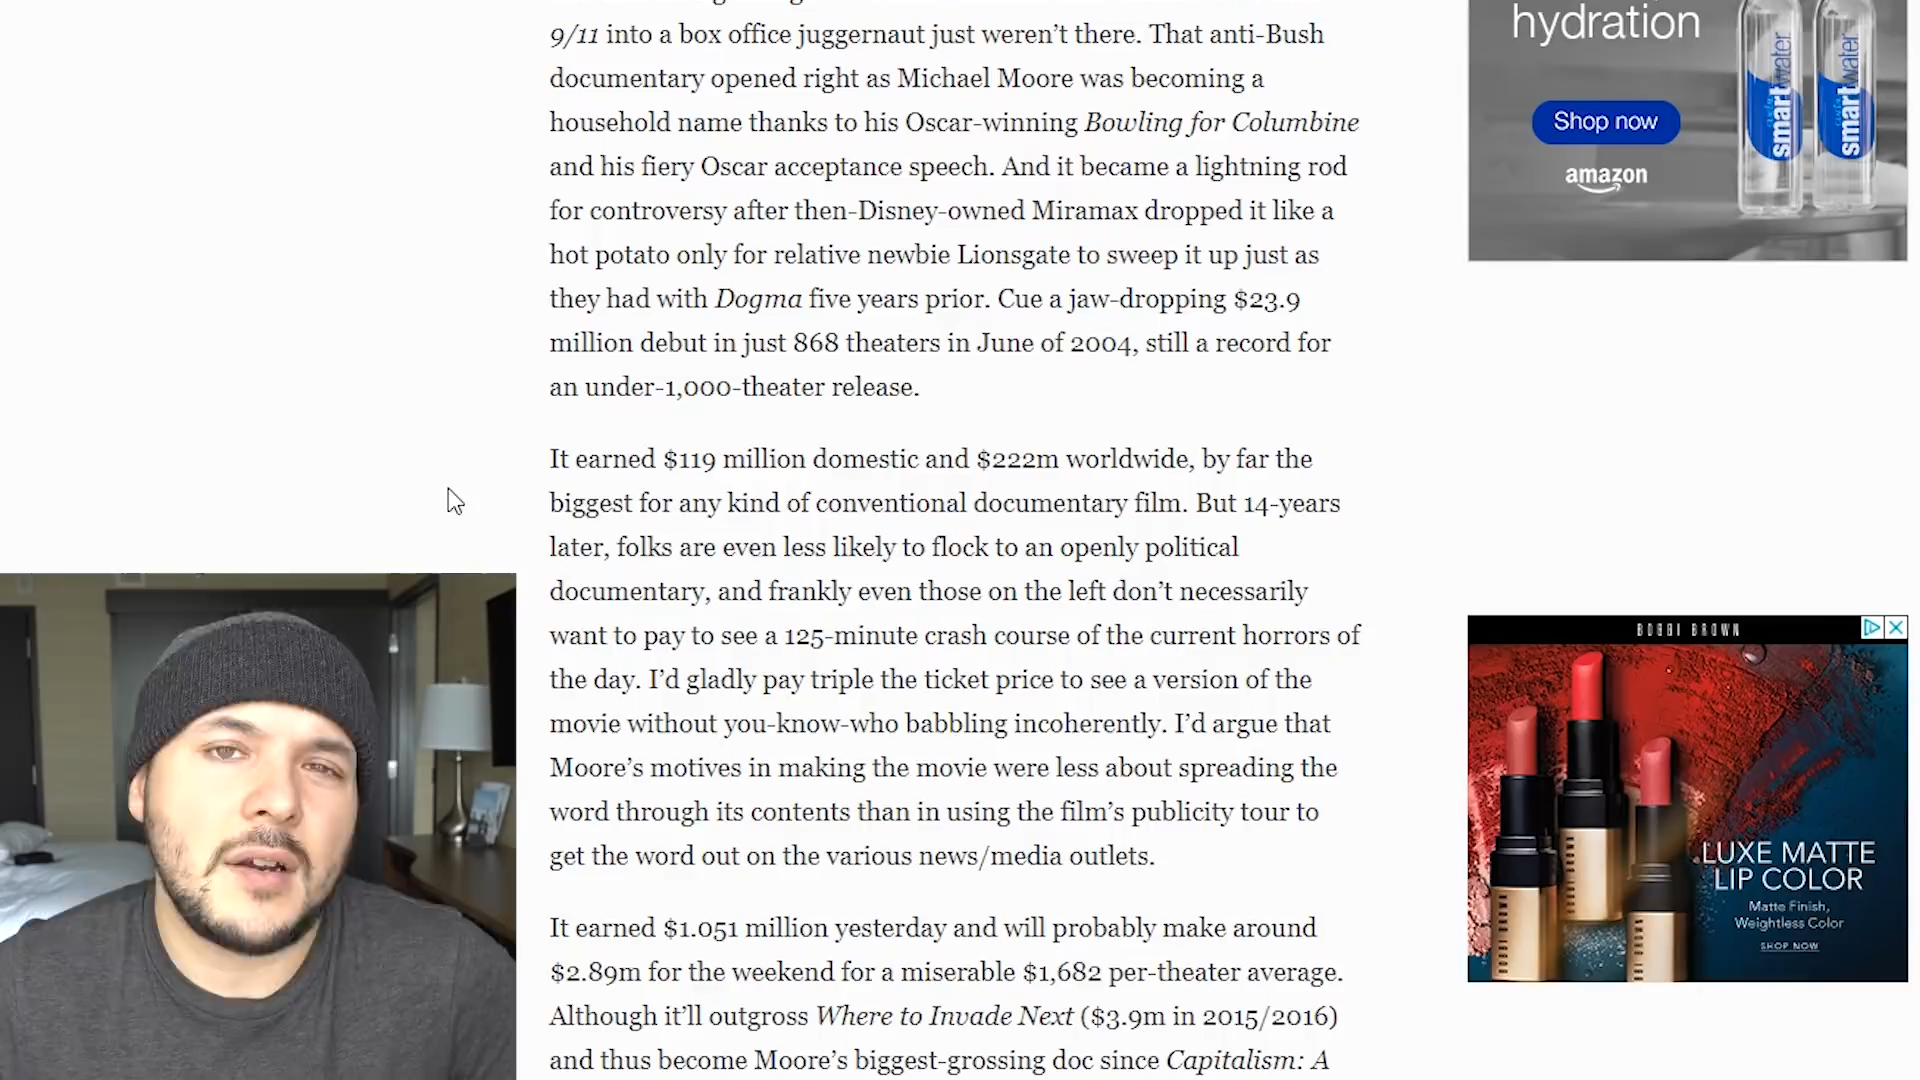 9/11 into a box office juggernaut just weren't there. That anti-Bush
documentary opened right as Michael Moore was becoming a
household name thanks to his Oscar-winning Bowling for Columbine
and his fiery Oscar acceptance speech. And it became a lightning rod
for controversy after then-Disney-owned Miramax dropped it like a
hot potato only for relative newbie Lionsgate to sweep it up just as
they had with Dogma five years prior. Cue a jaw-dropping $23.9
million debut in just 868 theaters in June of 2004, still a record for
an under-1,000-theater release.
It earned $119 million domestic and $222m worldwide, by far the
biggest for any kind of conventional documentary film. But 14-years
later, folks are even less likely to flock to an openly political
documentary, and frankly even those on the left don't necessarily
want to pay to see a 125-minute crash course of the current horrors of
the day. I'd gladly pay triple the ticket price to see a version of the
movie without you-know-who babbling incoherently. I'd argue that
Moore's motives in making the movie were less about spreading the
word through its contents than in using the film's publicity tour to
get the word out on the various news/media outlets.
It earned $1.051 million yesterday and will probably make around
$2.89m for the weekend for a miserable $1,682 per-theater average.
Although it'll outgross Where to Invade Next ($3.9m in 2015/2016)
and thus become Moore's biggest-grossing doc since Capitalism: A
hydration
Shop now
amazon
smartwater
smartwater
BOBBI BROWN
LUXE MATTE
LIP COLOR
Matte Finish,
Weightless Color
SHOP NOW
BOBBI BROWN
BOBBI BROWN